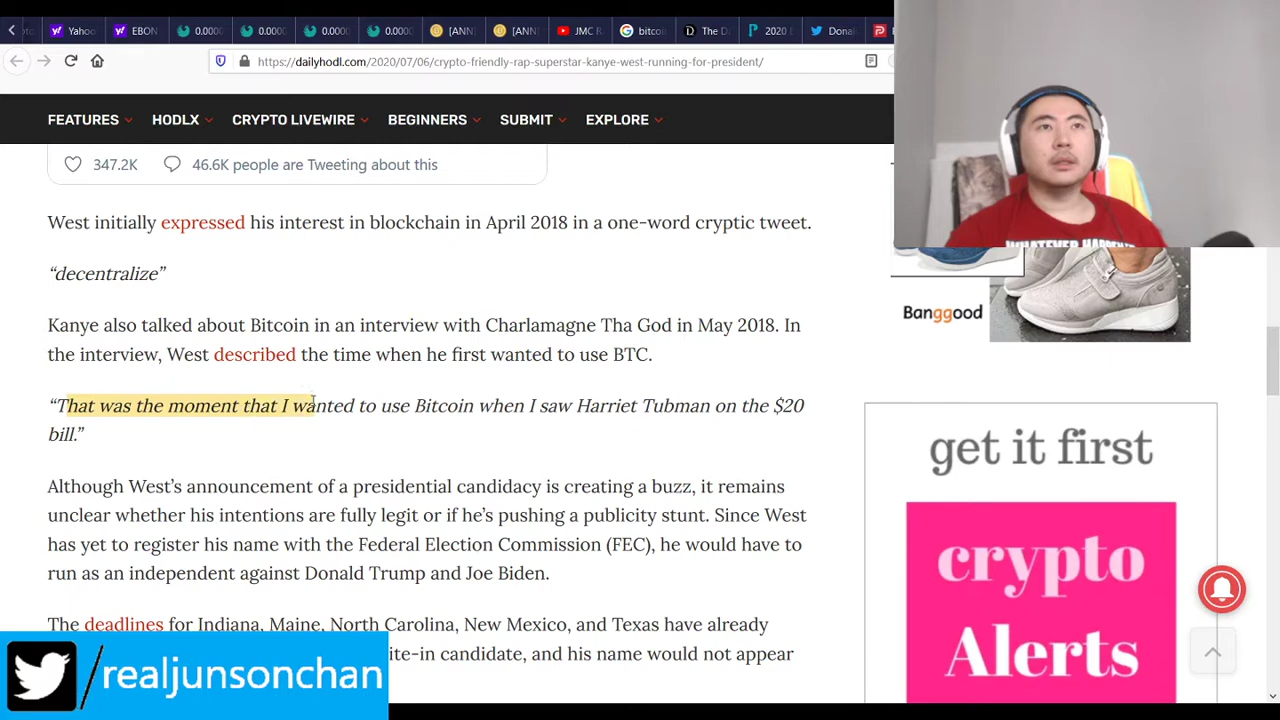 Yahoo
EBON
0.0000
0.000
0.000
0.000
[ANN
[ANN
JMC R
bitcoi
The D
2020 E
Donal
https://dailyhodl.com/2020/07/06/crypto-friendly-rap-superstar-kanye-west-running-for-president/
FEATURES
HODLX
CRYPTO LIVEWIRE
BEGINNERS
SUBMIT
EXPLORE
347.2K
46.6K people are Tweeting about this
West initially expressed his interest in blockchain in April 2018 in a one-word cryptic tweet.
“decentralize”
Kanye also talked about Bitcoin in an interview with Charlamagne Tha God in May 2018. In
the interview, West described the time when he first wanted to use BTC.
“That was the moment that I wanted to use Bitcoin when I saw Harriet Tubman on the $20
bill.”
Although West’s announcement of a presidential candidacy is creating a buzz, it remains
unclear whether his intentions are fully legit or if he’s pushing a publicity stunt. Since West
has yet to register his name with the Federal Election Commission (FEC), he would have to
run as an independent against Donald Trump and Joe Biden.
The deadlines for Indiana, Maine, North Carolina, New Mexico, and Texas have already
ite-in candidate, and his name would not appear
/realjunsonchan
WHATEVER HAPPENS
Banggood
get it first
crypto
Alerts